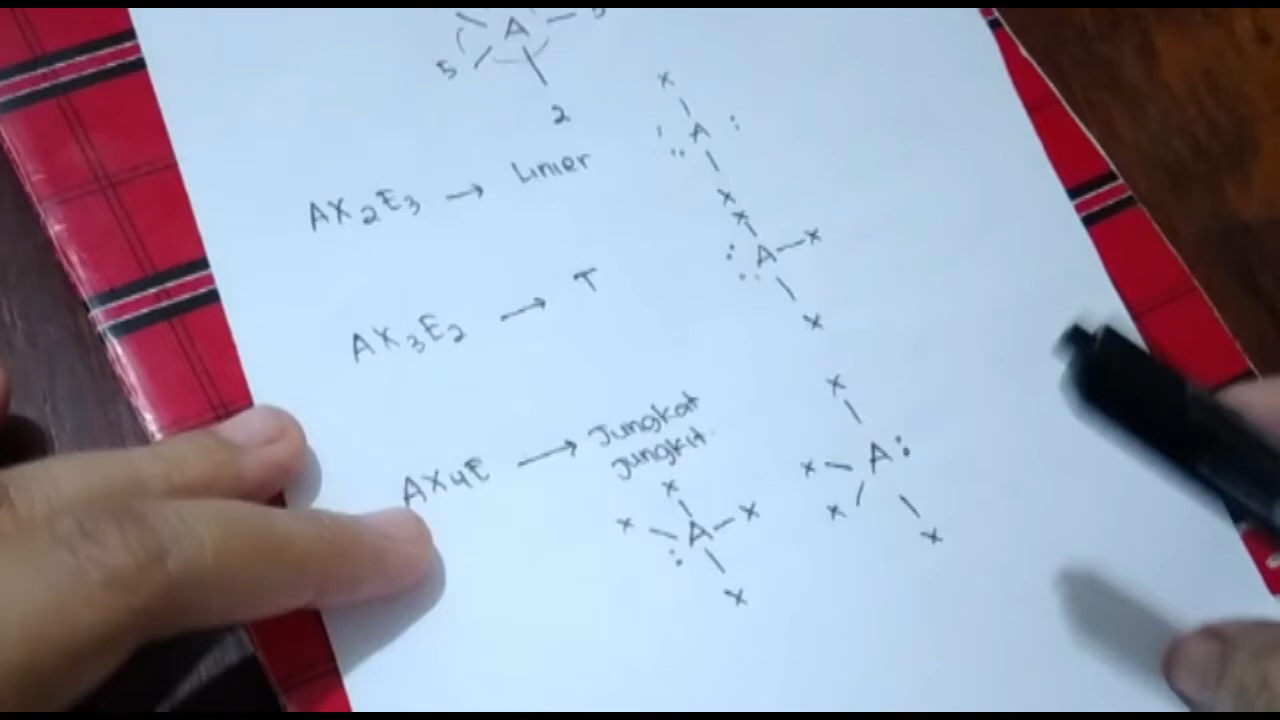 A
5
2
AX₂E₃ → Linier
X
A
X
AX₃E₂ → T
X
A - X
X
AX₄E → Jungkat
Jungkit
X
X - A - X
X
X
X - A
X
X